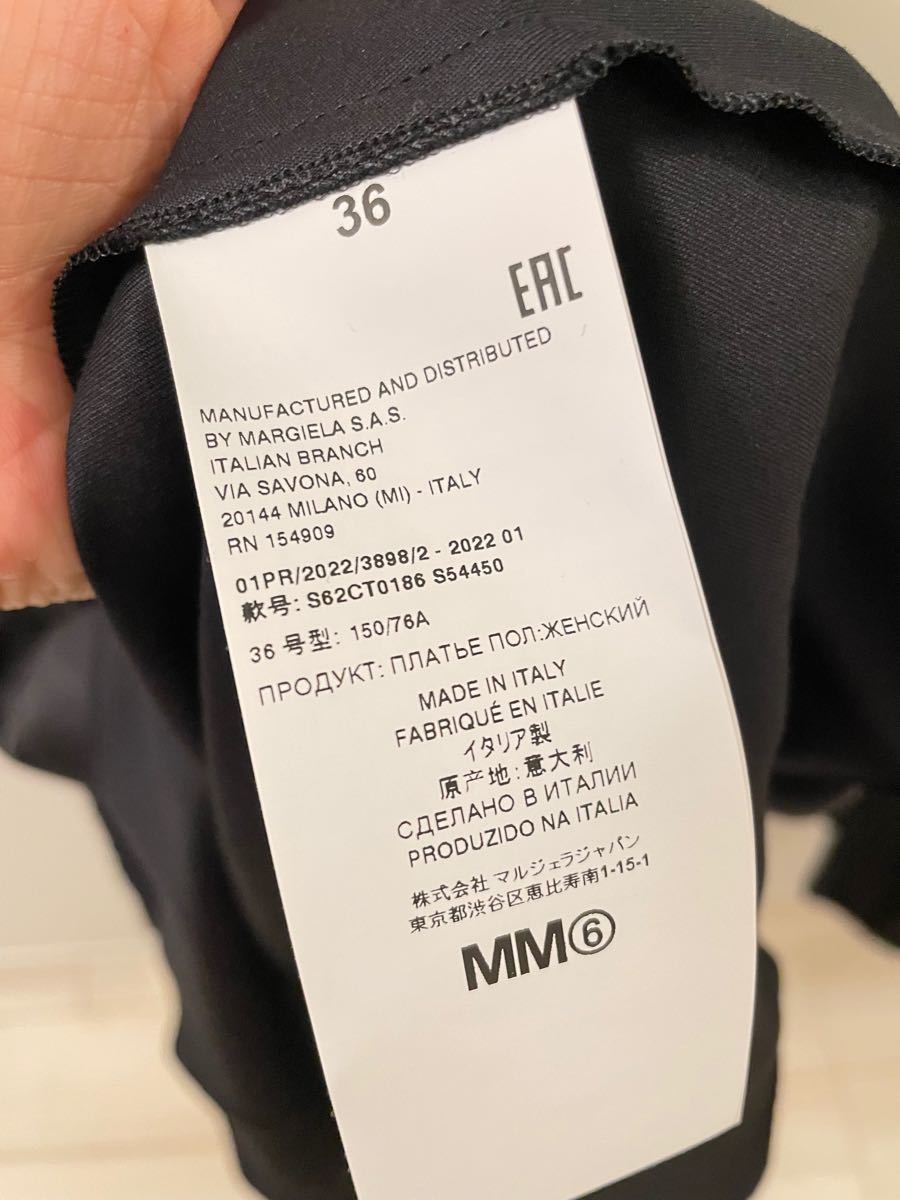 36
EAC
MANUFACTURED AND DISTRIBUTED
BY MARGIELA S.A.S.
ITALIAN BRANCH
VIA SAVONA, 60
20144 MILANO (MI) - ITALY
RN 154909
01PR/2022/3898/2 - 2022 01
款号: S62CT0186 S54450
36 号型: 150/76A
ПРОДУКТ: ПЛАТЬЕ ПОЛ:ЖЕНСКИЙ
MADE IN ITALY
FABRIQUÉ EN ITALIE
イタリア製
原产地: 意大利
СДЕЛАНО В ИТАЛИИ
PRODUZIDO NA ITALIA
株式会社 マルジェラジャパン
東京都渋谷区恵比寿南1-15-1
MM⑥